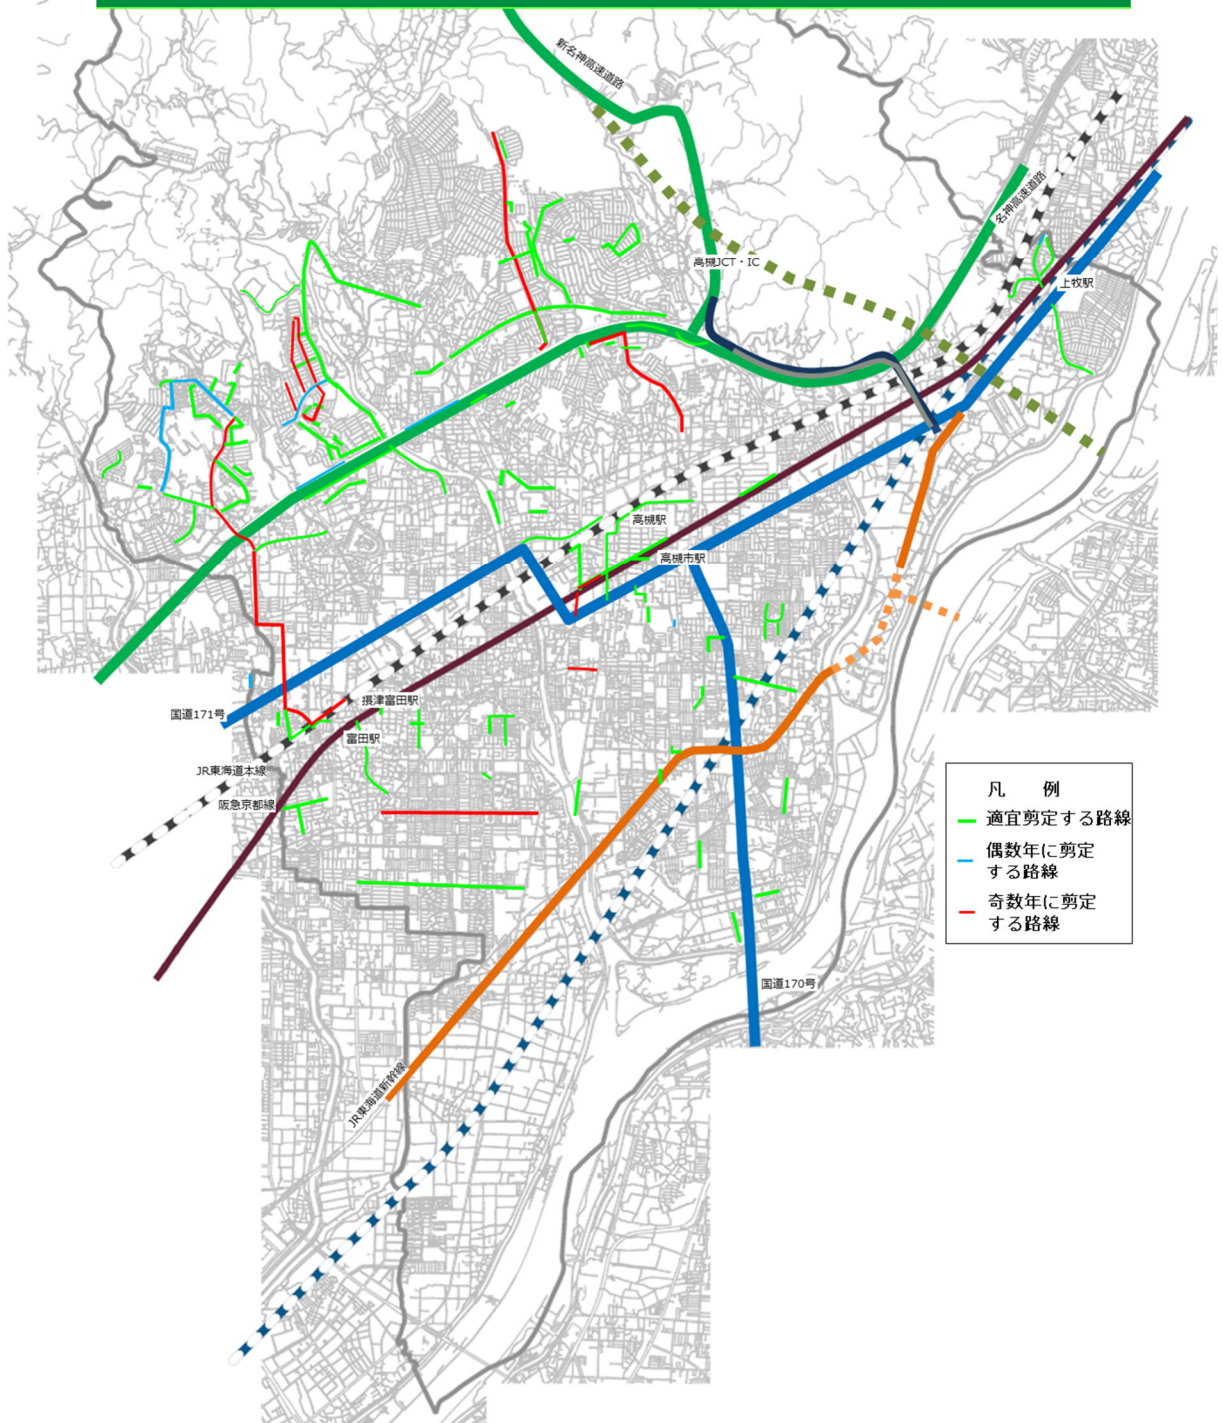 新名神高速道路
名神高速道路
高槻JCT・IC
上牧駅
高槻駅
高槻市駅
摂津富田駅
国道171号
富田駅
JR東海道本線
阪急京都線
凡　例
適宜剪定する路線
偶数年に剪定
する路線
奇数年に剪定
する路線
国道170号
JR東海道新幹線